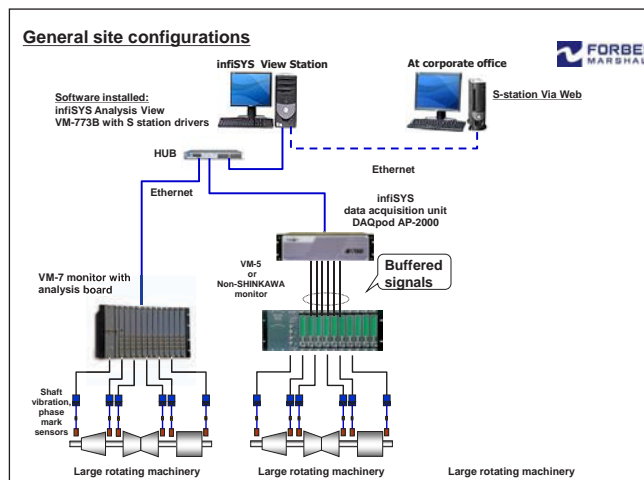 General site configurations
FORBES
MARSHALL
infiSYS View Station
At corporate office
Software installed:
infiSYS Analysis View
VM-773B with S station drivers
S-station Via Web
HUB
Ethernet
Ethernet
infiSYS
data acquisition unit
DAQpod AP-2000
VM-5
or
Non-SHINKAWA
monitor
Buffered
signals
VM-7 monitor with
analysis board
Shaft
vibration,
phase
mark
sensors
Large rotating machinery
Large rotating machinery
Large rotating machinery